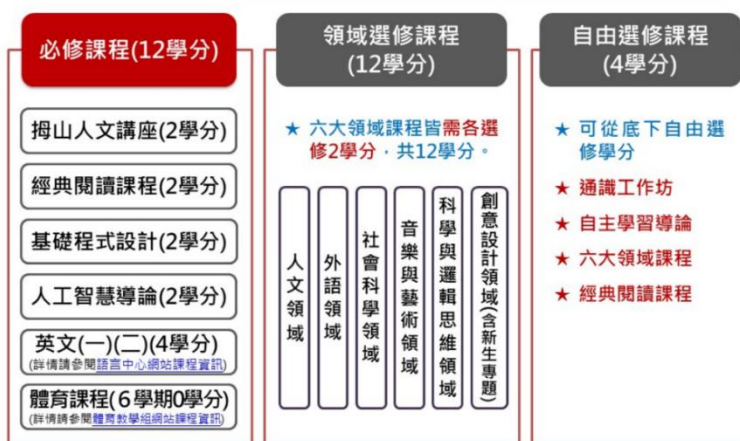 必修課程(12學分)
拇山人文講座(2學分)
經典閱讀課程(2學分)
基礎程式設計(2學分)
人工智慧導論(2學分)
英文(一)(二)(4學分)
(詳情請參閱語言中心網站課程資訊)
體育課程(6學期0學分)
(詳情請參閱體育教學組網站課程資訊)
領域選修課程
(12學分)
★ 六大領域課程皆需各選
修2學分，共12學分。
人文領域
外語領域
社會科學領域
音樂與藝術領域
科學與邏輯思維領域
創意設計領域(含新生專題)
自由選修課程
(4學分)
★ 可從底下自由選
修學分
★ 通識工作坊
★ 自主學習導論
★ 六大領域課程
★ 經典閱讀課程